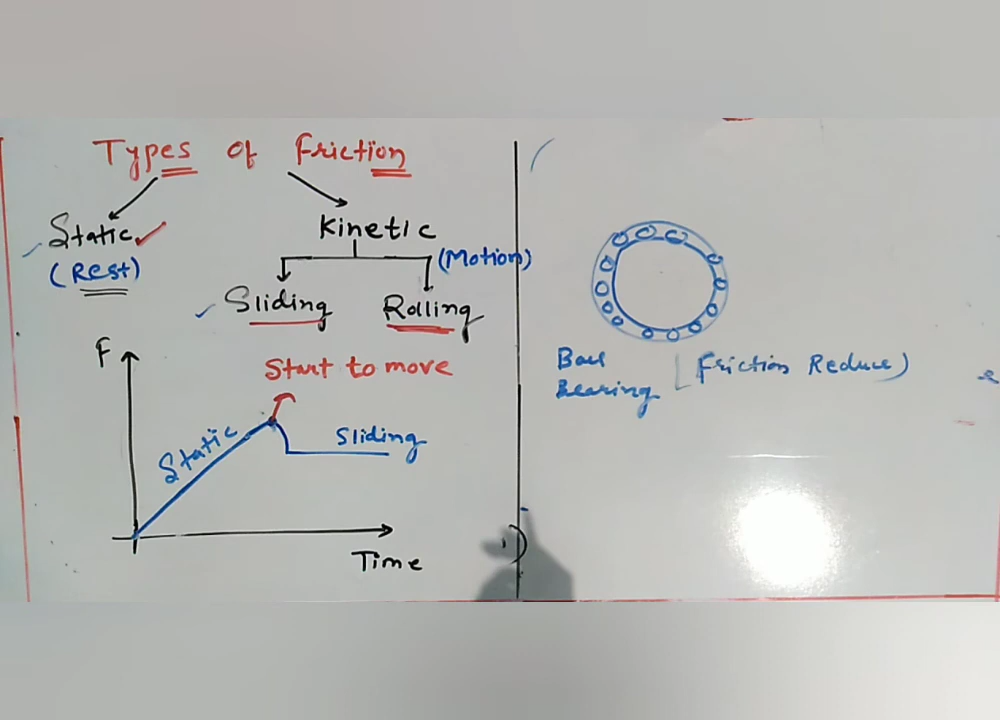 Types of friction
Static
(Rest)
Kinetic
(Motion)
Sliding
Rolling
F
Start to move
Static
Sliding
Time
Ball
Bearing
(Friction Reduce)